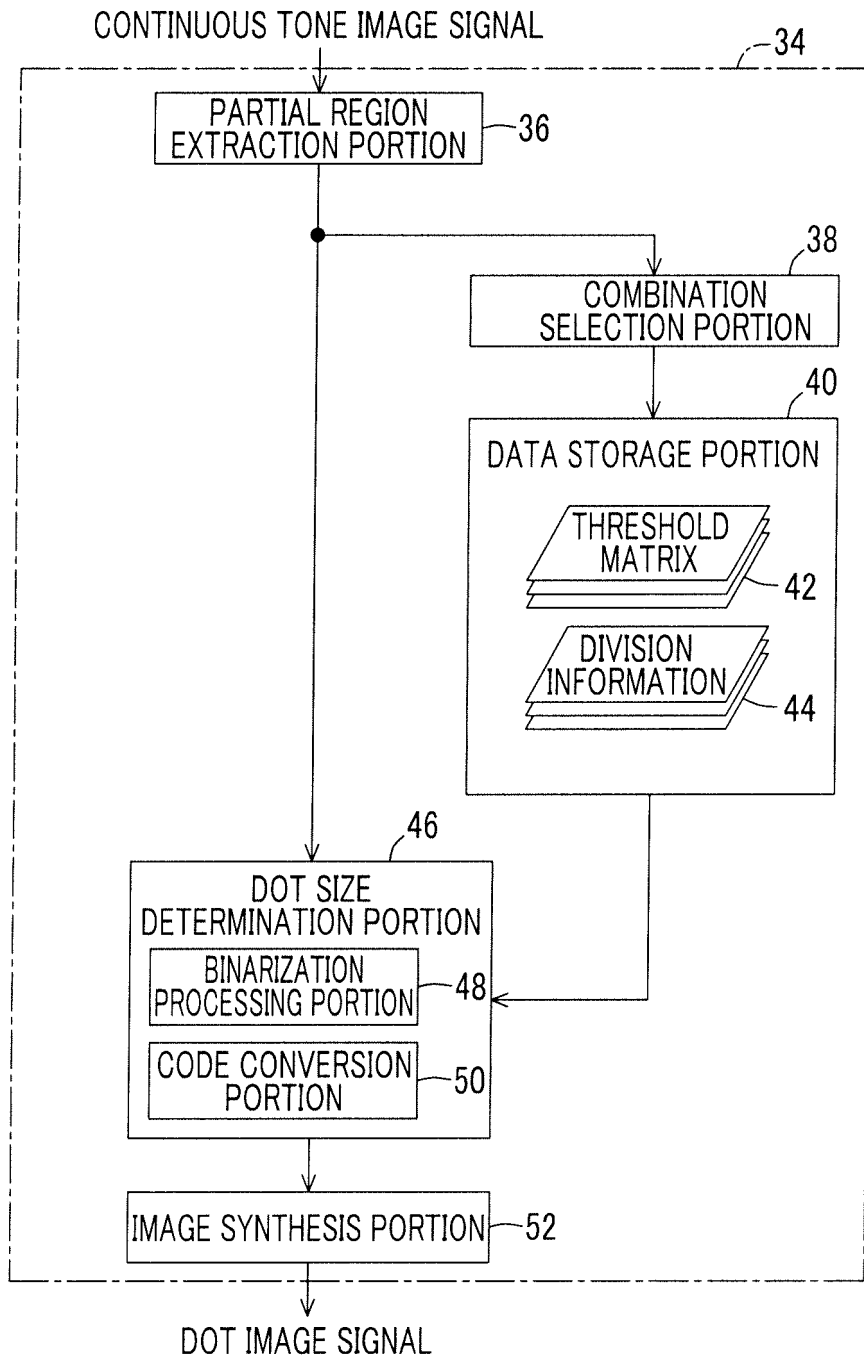 CONTINUOUS TONE IMAGE SIGNAL
34
PARTIAL REGION
EXTRACTION PORTION
36
38
COMBINATION
SELECTION PORTION
40
DATA STORAGE PORTION
THRESHOLD
MATRIX
42
DIVISION
INFORMATION
44
46
DOT SIZE
DETERMINATION PORTION
BINARIZATION
PROCESSING PORTION
48
CODE CONVERSION
PORTION
50
IMAGE SYNTHESIS PORTION
52
DOT IMAGE SIGNAL